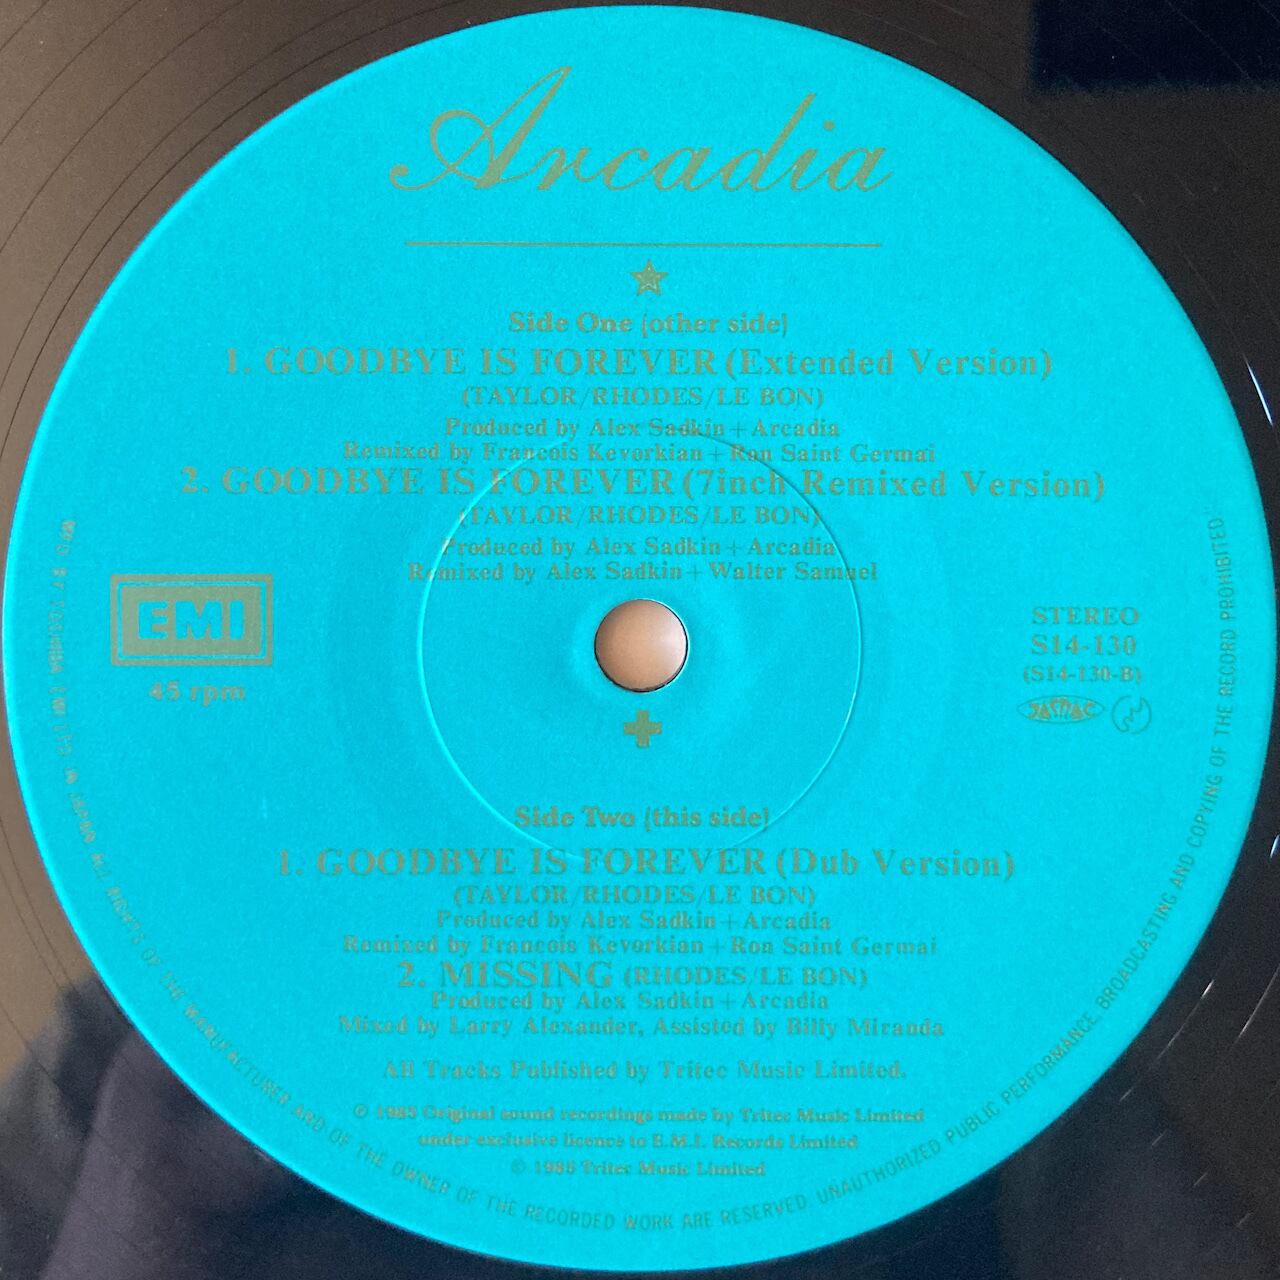 Arcadia
Side One (other side)
1. GOODBYE IS FOREVER (Extended Version)
(TAYLOR/RHODES/LE BON)
Produced by Alex Sadkin + Arcadia
Remixed by Francois Kevorkian + Ron Saint Germai
2. GOODBYE IS FOREVER (7inch Remixed Version)
(TAYLOR/RHODES/LE BON)
Produced by Alex Sadkin + Arcadia
Remixed by Alex Sadkin + Walter Samuel
EMI
45 rpm
STEREO
S14-130
(S14-130-B)
JASRAC
Side Two (this side)
1. GOODBYE IS FOREVER (Dub Version)
(TAYLOR/RHODES/LE BON)
Produced by Alex Sadkin + Arcadia
Remixed by Francois Kevorkian + Ron Saint Germai
2. MISSING (RHODES/LE BON)
Produced by Alex Sadkin + Arcadia
Mixed by Larry Alexander, Assisted by Billy Miranda
All Tracks Published by Tritec Music Limited.
℗ 1985 Original sound recordings made by Tritec Music Limited
under exclusive licence to E.M.I. Records Limited
© 1985 Tritec Music Limited
ALL RIGHTS OF THE MANUFACTURER AND OF THE OWNER OF THE RECORDED WORK ARE RESERVED. UNAUTHORIZED PUBLIC PERFORMANCE, BROADCASTING AND COPYING OF THE RECORD PROHIBITED"